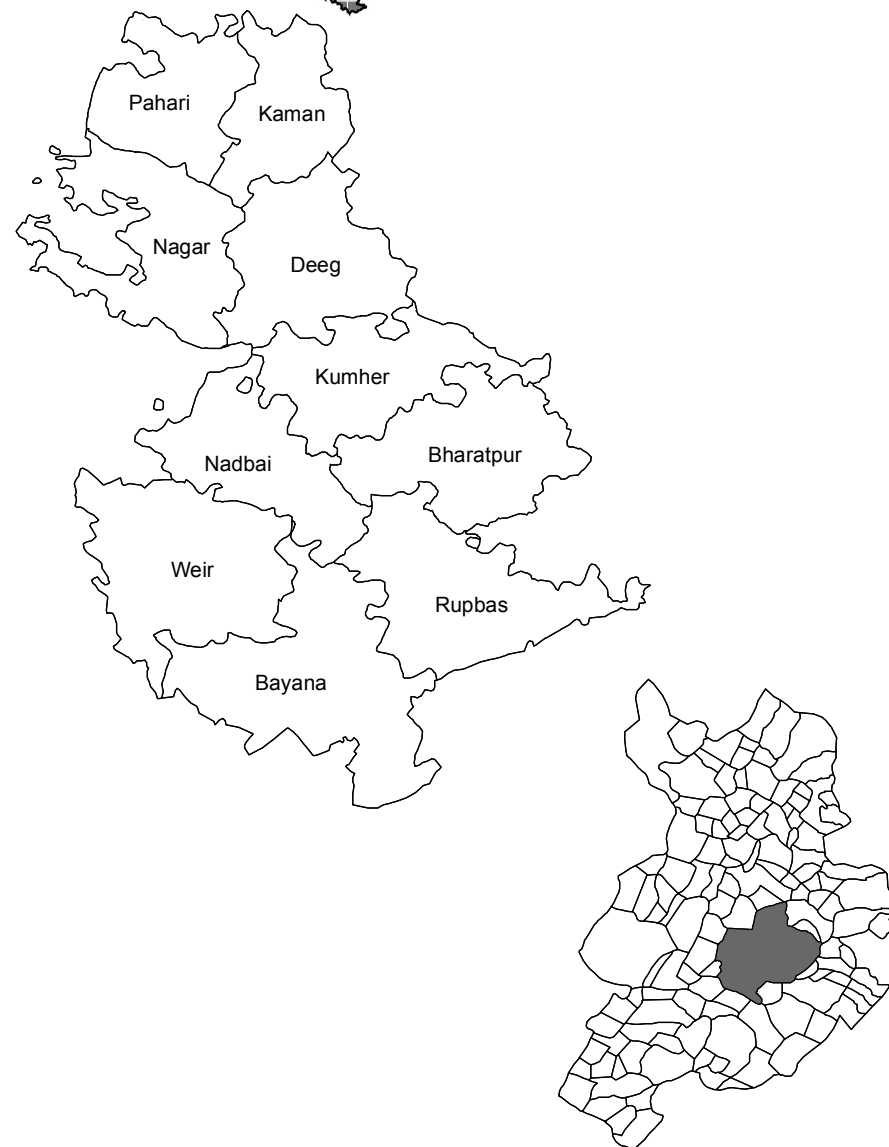 Pahari
Kaman
Nagar
Deeg
Kumher
Bharatpur
Nadbai
Weir
Rupbas
Bayana